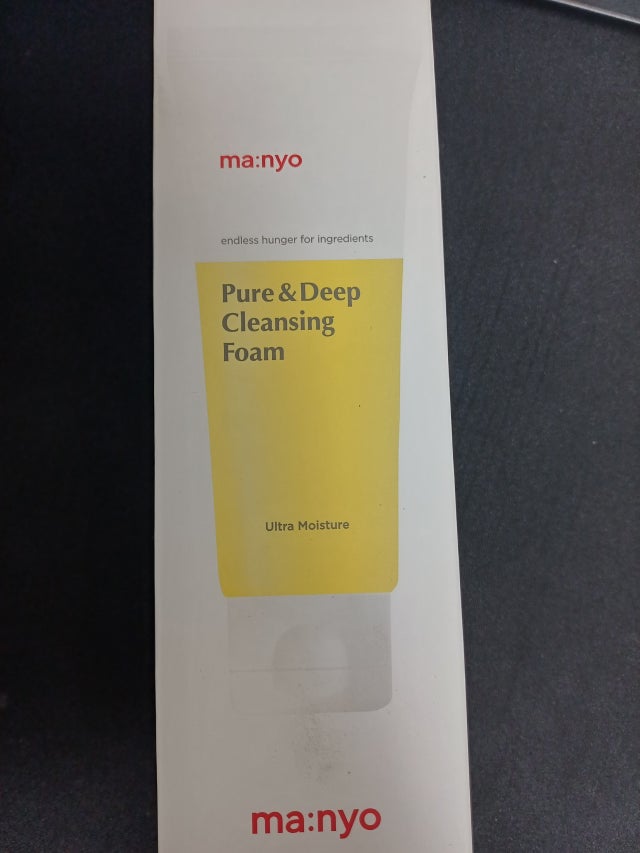 ma:nyo
endless hunger for ingredients
Pure & Deep
Cleansing
Foam
Ultra Moisture
ma:nyo